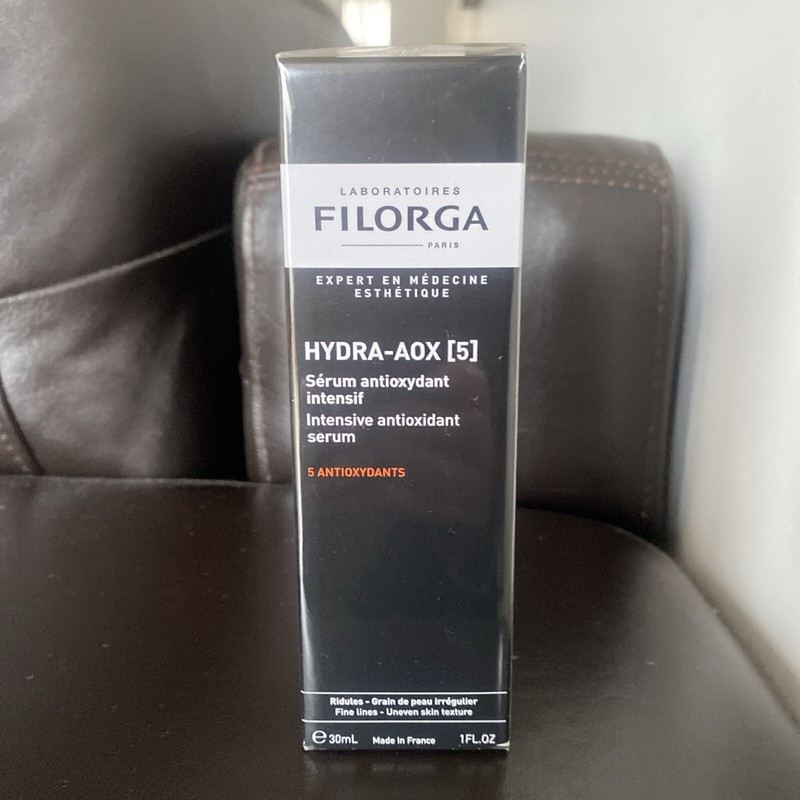 LABORATOIRES
FILORGA
PARIS
EXPERT EN MÉDECINE
ESTHÉTIQUE
HYDRA-AOX [5]
Sérum antioxydant
intensif
Intensive antioxidant
serum
5 ANTIOXYDANTS
Ridules - Grain de peau irrégulier
Fine lines - Uneven skin texture
℮ 30mL Made in France 1FL.OZ